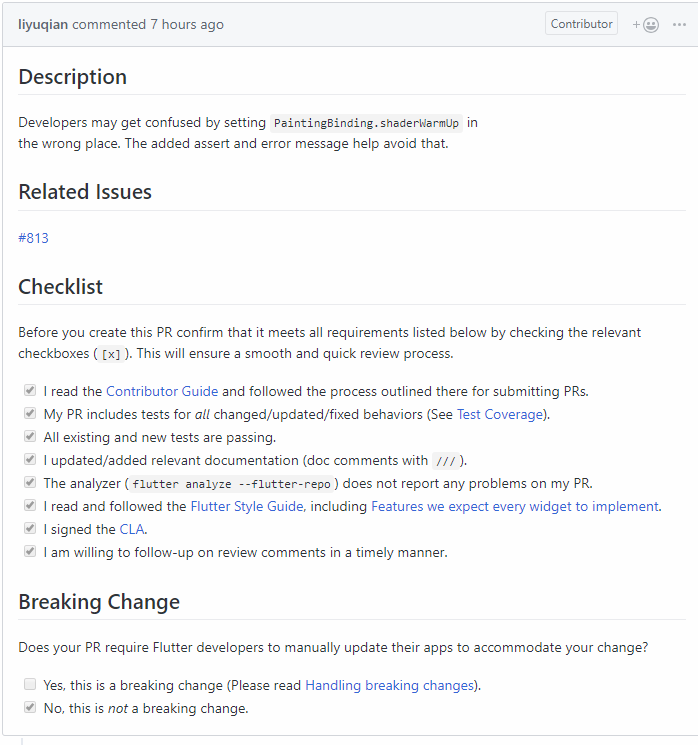 liyuqian commented 7 hours ago
Contributor
Description
Developers may get confused by setting PaintingBinding.shaderWarmUp in
the wrong place. The added assert and error message help avoid that.
Related Issues
#813
Checklist
Before you create this PR confirm that it meets all requirements listed below by checking the relevant
checkboxes ( [x] ). This will ensure a smooth and quick review process.
I read the Contributor Guide and followed the process outlined there for submitting PRs.
My PR includes tests for all changed/updated/fixed behaviors (See Test Coverage).
All existing and new tests are passing.
I updated/added relevant documentation (doc comments with /// ).
The analyzer ( flutter analyze --flutter-repo ) does not report any problems on my PR.
I read and followed the Flutter Style Guide, including Features we expect every widget to implement.
I signed the CLA.
I am willing to follow-up on review comments in a timely manner.
Breaking Change
Does your PR require Flutter developers to manually update their apps to accommodate your change?
Yes, this is a breaking change (Please read Handling breaking changes).
No, this is not a breaking change.